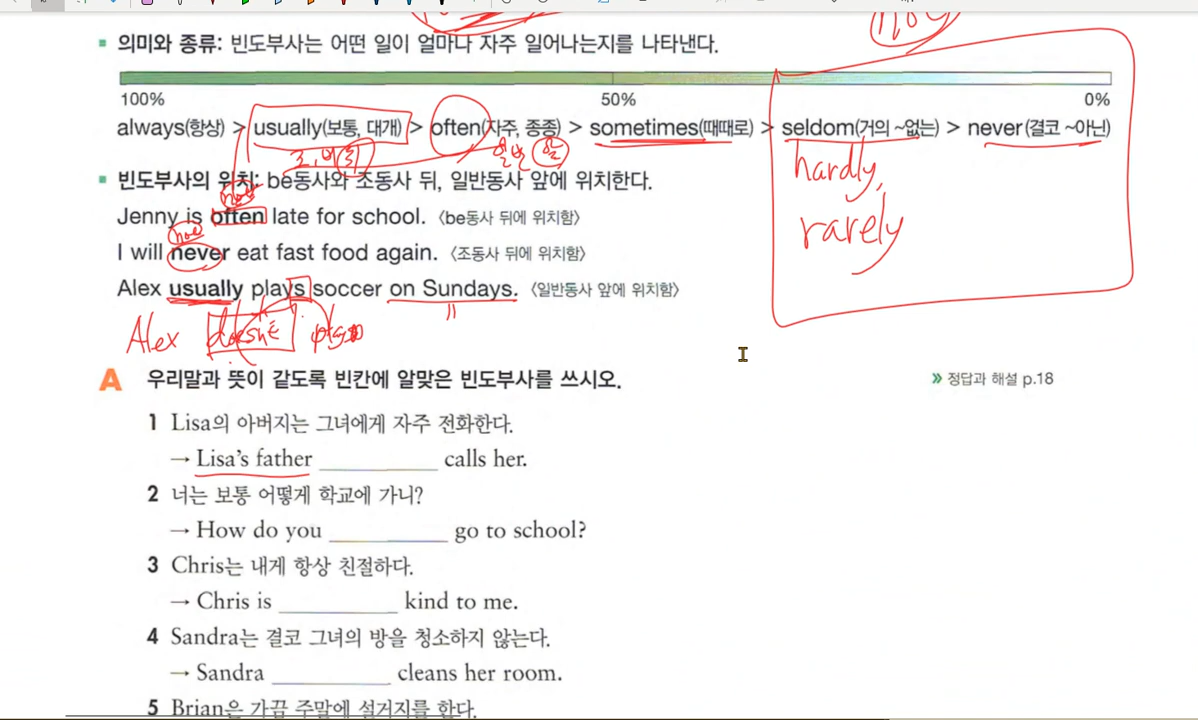 의미와 종류: 빈도부사는 어떤 일이 얼마나 자주 일어나는지를 나타낸다.
100% 50% 0%
always(항상) > usually(보통, 대개) > often(자주, 종종) > sometimes(때때로) > seldom(거의 ~없는) > never(결코 ~아닌)
hardly,
rarely
빈도부사의 위치: be동사와 조동사 뒤, 일반동사 앞에 위치한다.
not
Jenny is often late for school. 〈be동사 뒤에 위치함〉
not
I will never eat fast food again. 〈조동사 뒤에 위치함〉
Alex usually plays soccer on Sundays. 〈일반동사 앞에 위치함〉
Alex doesn't play
A 우리말과 뜻이 같도록 빈칸에 알맞은 빈도부사를 쓰시오. » 정답과 해설 p.18
1 Lisa의 아버지는 그녀에게 자주 전화한다.
→ Lisa's father __________ calls her.
2 너는 보통 어떻게 학교에 가니?
→ How do you __________ go to school?
3 Chris는 내게 항상 친절하다.
→ Chris is __________ kind to me.
4 Sandra는 결코 그녀의 방을 청소하지 않는다.
→ Sandra __________ cleans her room.
5 Brian은 가끔 주말에 설거지를 한다.